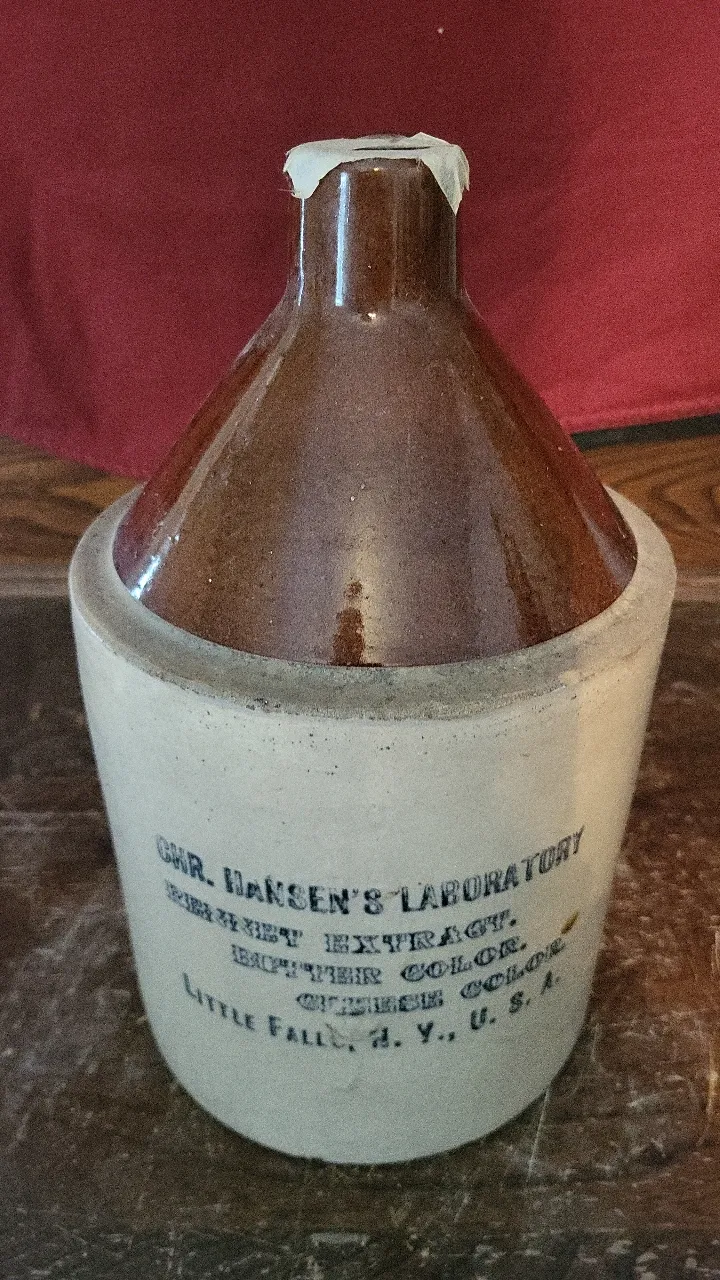 CHR. HANSEN'S LABORATORY
RENNET EXTRACT.
BUTTER COLOR.
CHEESE COLOR.
LITTLE FALLS, N. Y., U. S. A.